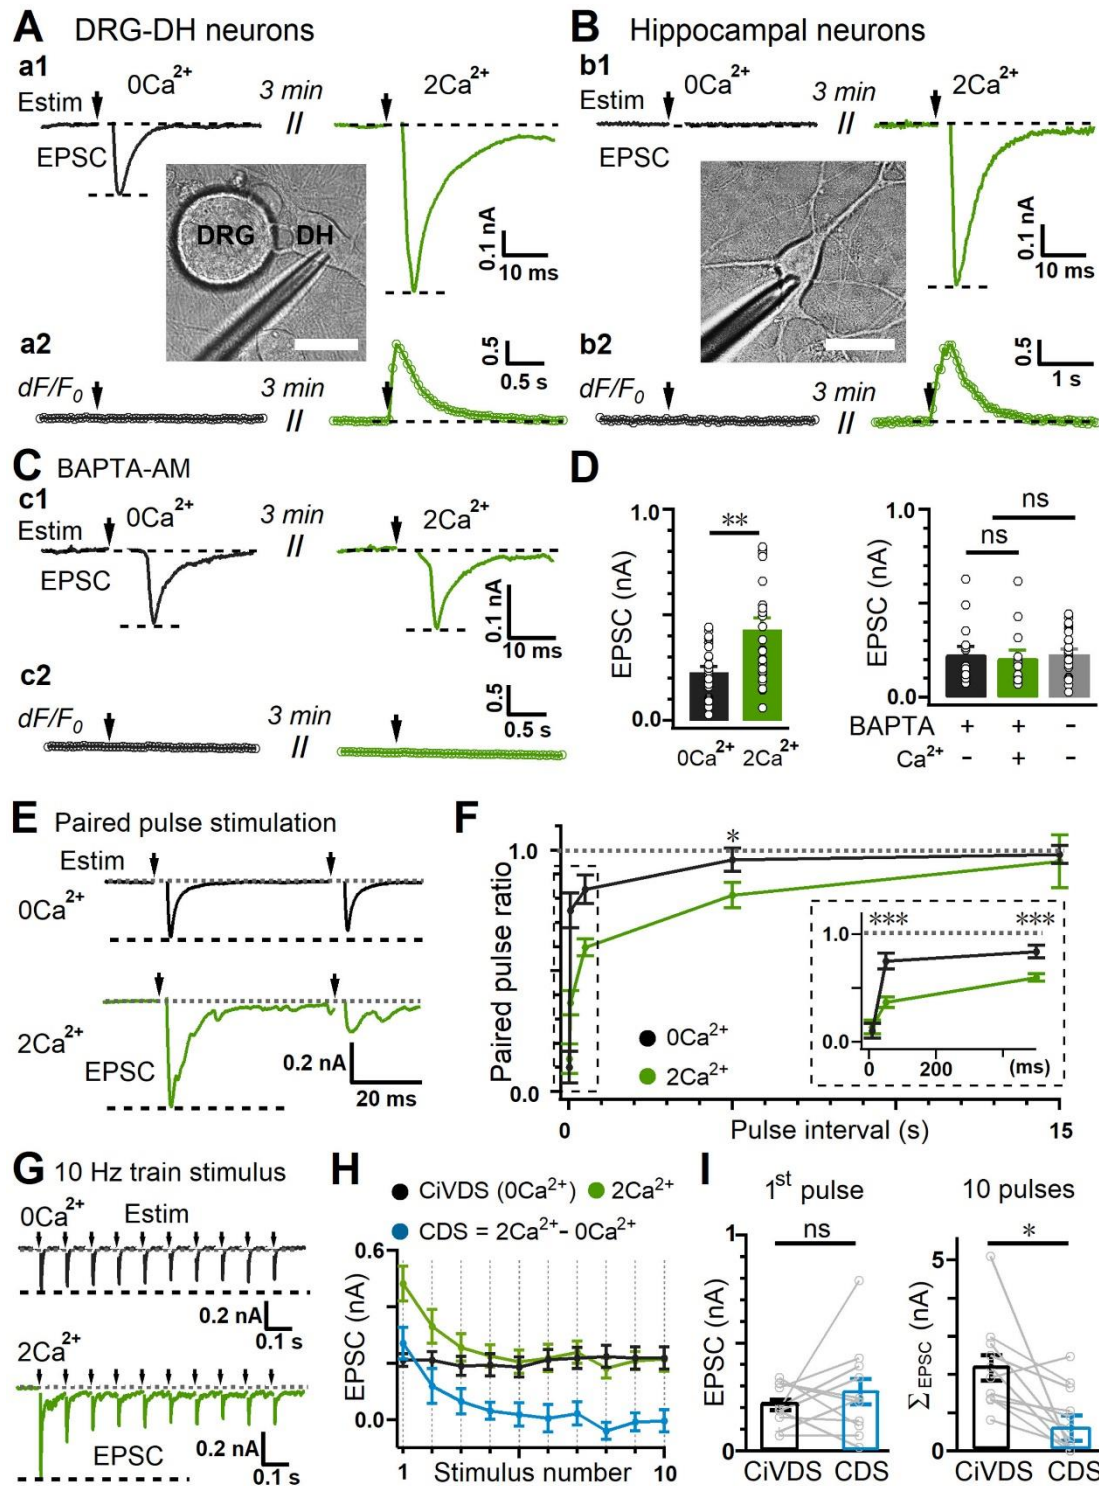 A DRG-DH neurons
a1
Estim 0Ca²⁺ 3 min 2Ca²⁺
//
EPSC
DRG DH
0.1 nA
10 ms
a2
dF/F₀ 3 min
//
0.5
0.5 s
B Hippocampal neurons
b1
Estim 0Ca²⁺ 3 min 2Ca²⁺
//
EPSC
0.1 nA
10 ms
b2
dF/F₀ 3 min
//
0.5
1 s
C BAPTA-AM
c1
Estim 0Ca²⁺ 3 min 2Ca²⁺
//
EPSC
0.1 nA
10 ms
c2
dF/F₀ 3 min
//
0.5
0.5 s
D
1.0
**
EPSC (nA)
0.0
0Ca²⁺ 2Ca²⁺
1.0
ns
ns
EPSC (nA)
0.0
BAPTA + + -
Ca²⁺ - + -
E Paired pulse stimulation
Estim
0Ca²⁺
2Ca²⁺
EPSC
0.2 nA
20 ms
F
*
1.0
Paired pulse ratio
0.0
0Ca²⁺
2Ca²⁺
0 Pulse interval (s) 15
*** ***
1.0
0.0
0 200 (ms)
G 10 Hz train stimulus
0Ca²⁺ Estim
0.2 nA
0.1 s
2Ca²⁺
EPSC
0.2 nA
0.1 s
H
CiVDS (0Ca²⁺) 2Ca²⁺
CDS = 2Ca²⁺- 0Ca²⁺
0.6
EPSC (nA)
0.0
1 Stimulus number 10
I
1ˢᵗ pulse
1
ns
EPSC (nA)
0
CiVDS CDS
10 pulses
*
5
Σ EPSC (nA)
0
CiVDS CDS